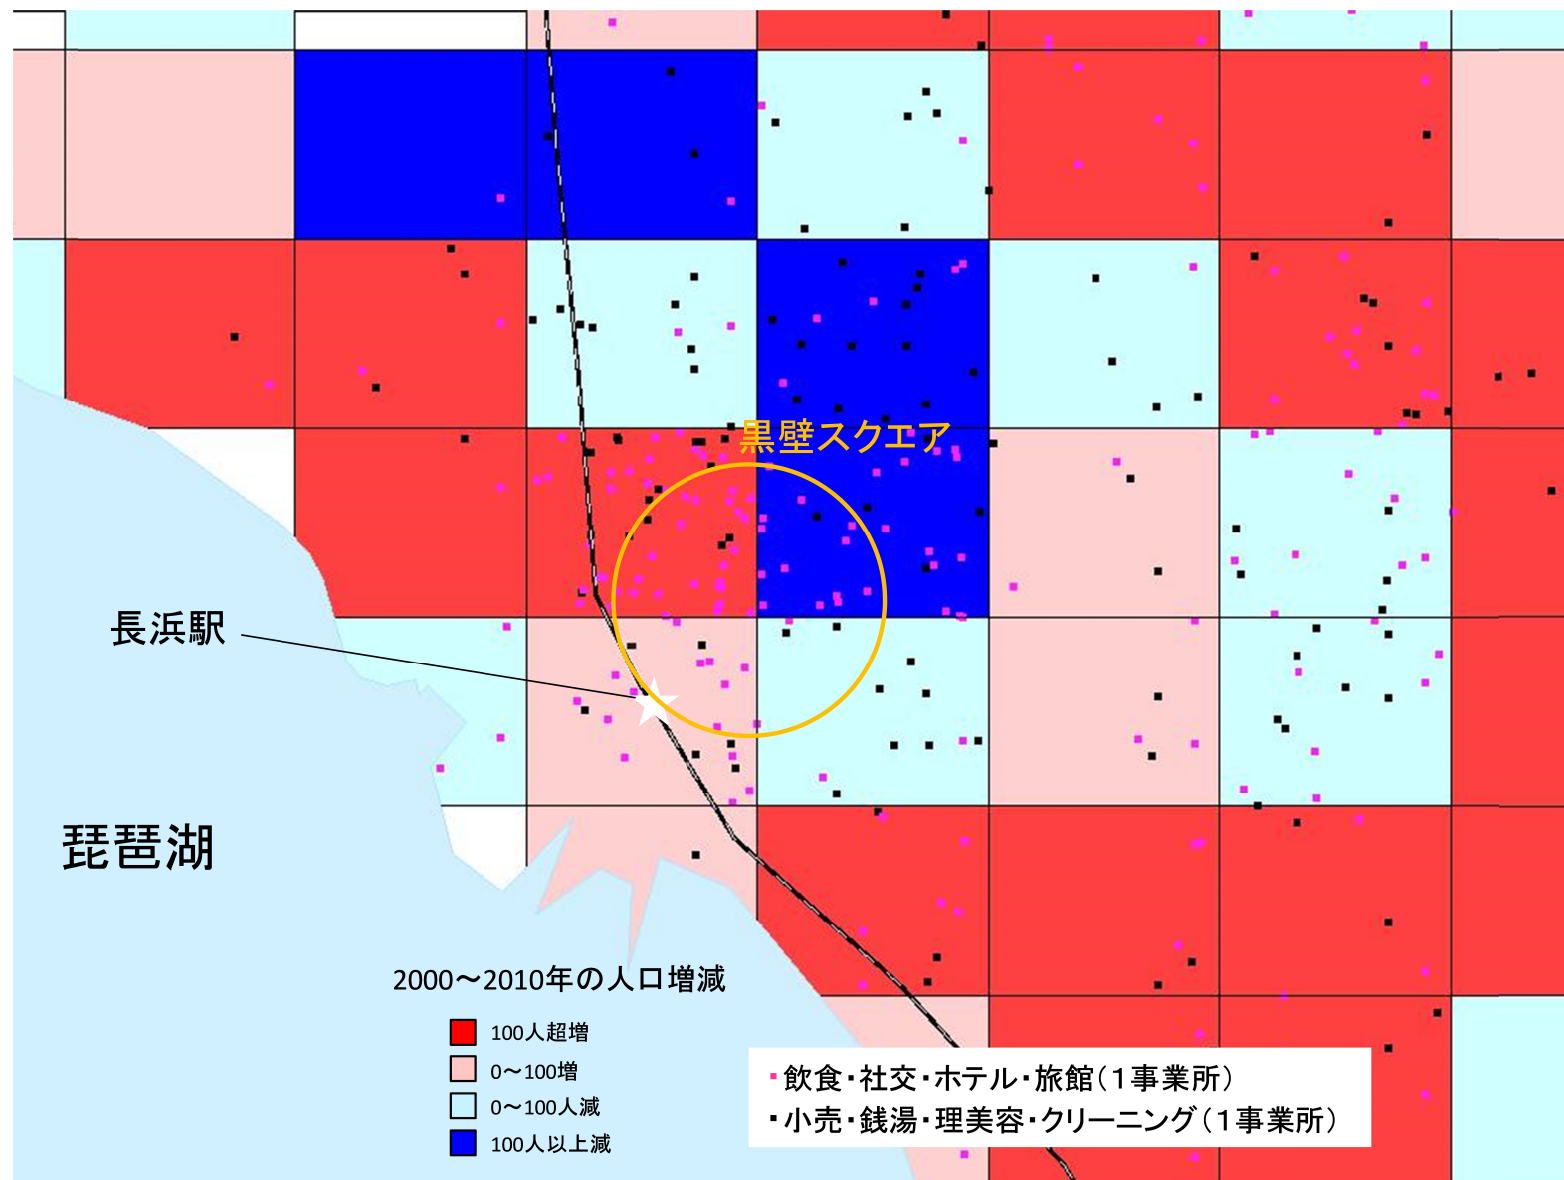 黒壁スクエア
長浜駅
琵琶湖
2000～2010年の人口増減
100人超増
0～100増
0～100人減
100人以上減
飲食・社交・ホテル・旅館（１事業所）
小売・銭湯・理美容・クリーニング（１事業所）